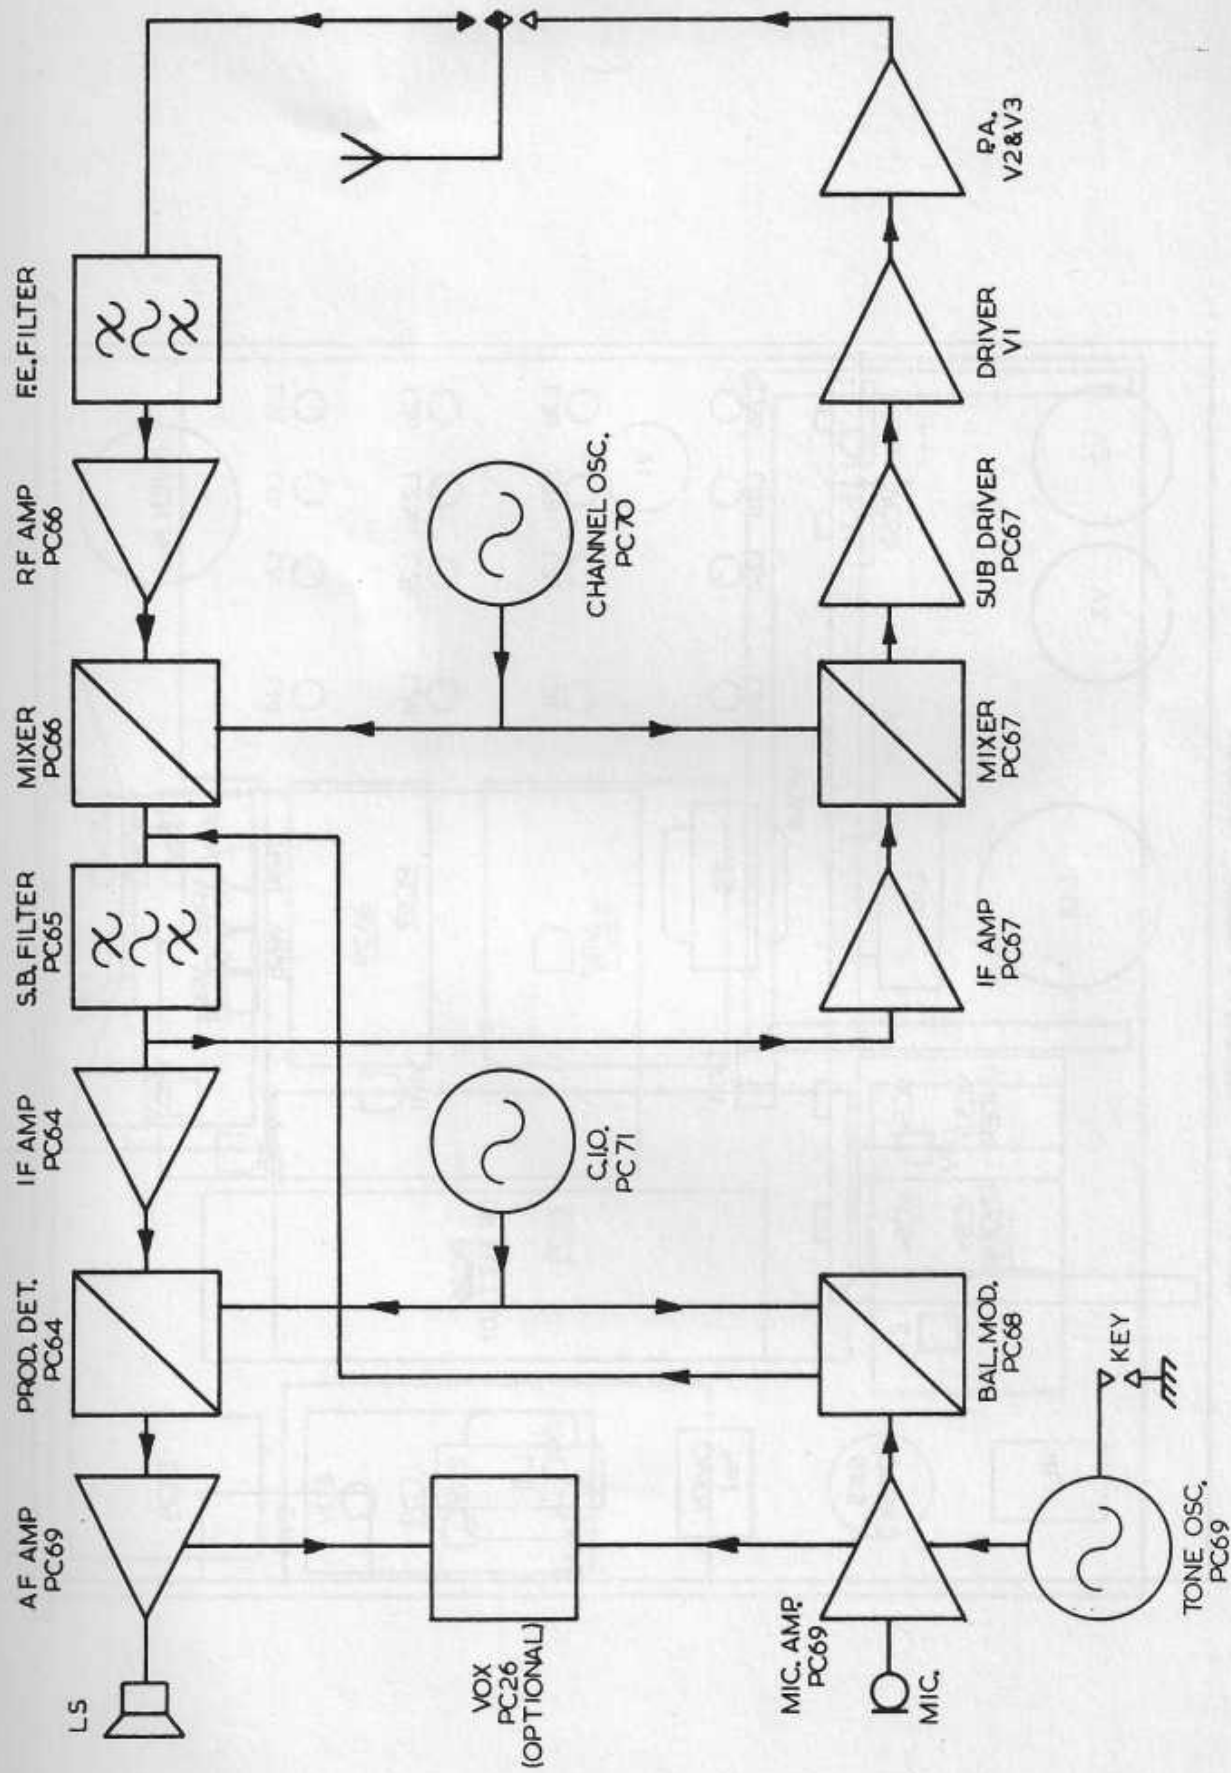 LS
AF AMP
PC69
PROD. DET.
PC64
IF AMP
PC64
S.B. FILTER
PC65
MIXER
PC66
RF AMP
PC66
F.E. FILTER
VOX
PC26
(OPTIONAL)
C.I.O.
PC71
CHANNEL OSC.
PC70
MIC. AMP.
PC69
MIC.
BAL. MOD.
PC68
IF AMP
PC67
MIXER
PC67
SUB DRIVER
PC67
DRIVER
V1
P.A.
V2&V3
KEY
TONE OSC.
PC69